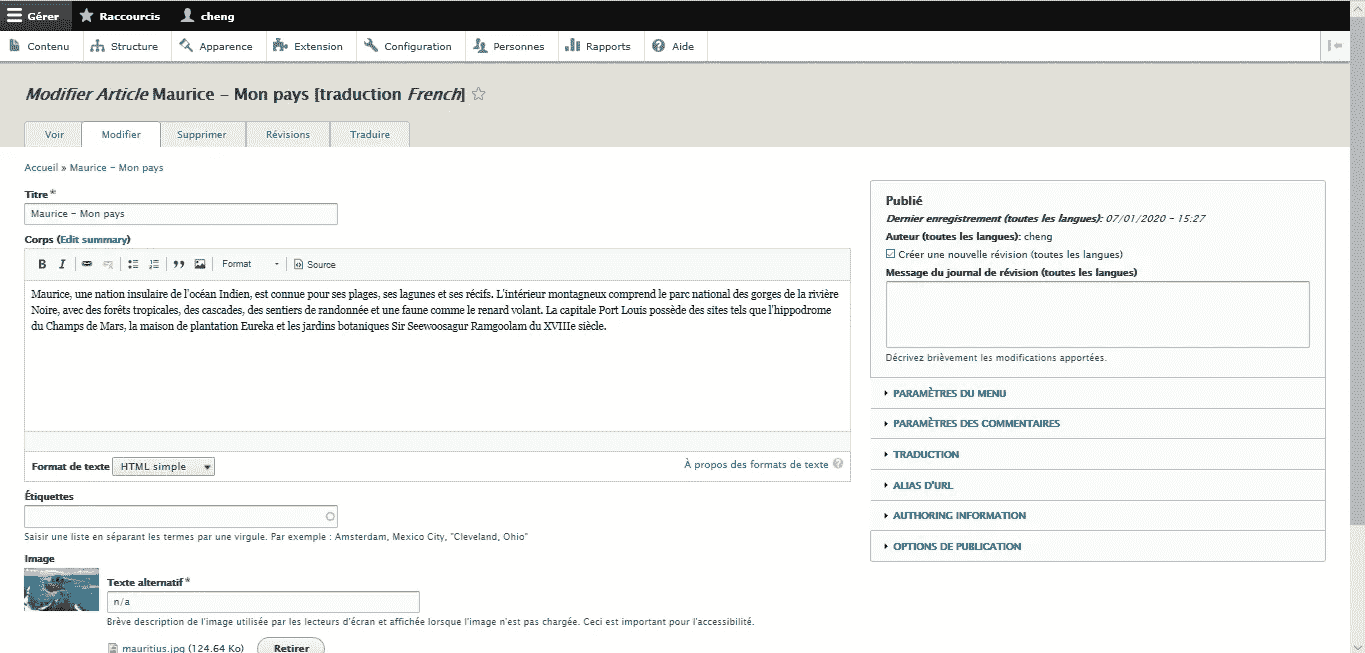 Gérer Raccourcis cheng
Contenu Structure Apparence Extension Configuration Personnes Rapports Aide
Modifier Article Maurice – Mon pays [traduction French]
Voir Modifier Supprimer Révisions Traduire
Accueil » Maurice – Mon pays
Titre *
Maurice – Mon pays
Corps (Edit summary)
B I Format Source
Maurice, une nation insulaire de l'océan Indien, est connue pour ses plages, ses lagunes et ses récifs. L'intérieur montagneux comprend le parc national des gorges de la rivière
Noire, avec des forêts tropicales, des cascades, des sentiers de randonnée et une faune comme le renard volant. La capitale Port Louis possède des sites tels que l'hippodrome
du Champs de Mars, la maison de plantation Eureka et les jardins botaniques Sir Seewoosagur Ramgoolam du XVIIIe siècle.
Format de texte HTML simple À propos des formats de texte ?
Étiquettes
Saisir une liste en séparant les termes par une virgule. Par exemple : Amsterdam, Mexico City, "Cleveland, Ohio"
Image
Texte alternatif *
n/a
Brève description de l'image utilisée par les lecteurs d'écran et affichée lorsque l'image n'est pas chargée. Ceci est important pour l'accessibilité.
mauritius.jpg (124.64 Ko) Retirer
Publié
Dernier enregistrement (toutes les langues): 07/01/2020 – 15:27
Auteur (toutes les langues): cheng
Créer une nouvelle révision (toutes les langues)
Message du journal de révision (toutes les langues)
Décrivez brièvement les modifications apportées.
PARAMÈTRES DU MENU
PARAMÈTRES DES COMMENTAIRES
TRADUCTION
ALIAS D'URL
AUTHORING INFORMATION
OPTIONS DE PUBLICATION